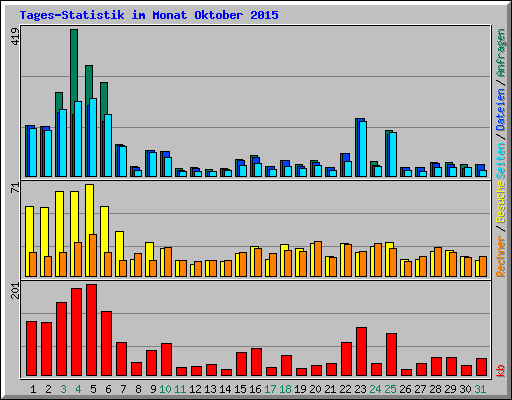 Tages-Statistik im Monat Oktober 2015
419
71
201
Rechner / Besuche Seiten / Dateien / Anfragen
kb
1 2 3 4 5 6 7 8 9 10 11 12 13 14 15 16 17 18 19 20 21 22 23 24 25 26 27 28 29 30 31